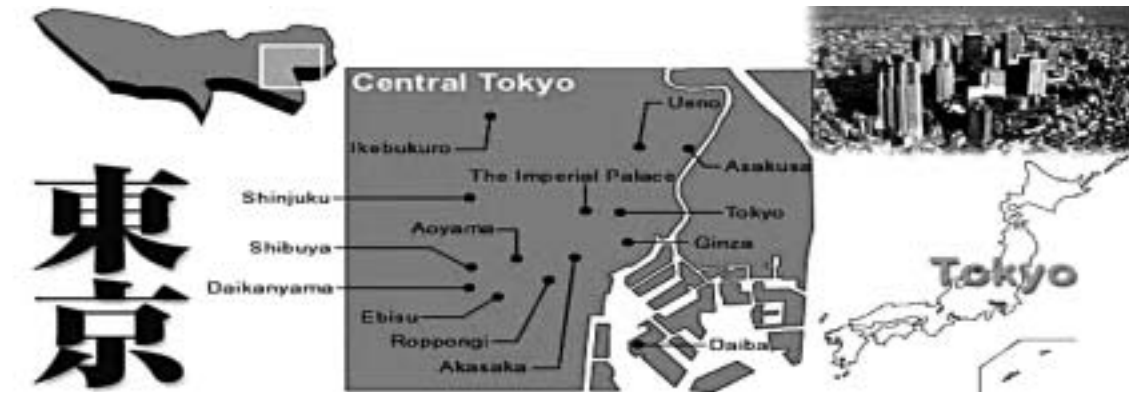 Central Tokyo
Ueno
Ikebukuro
Asakusa
The Imperial Palace
Shinjuku
Tokyo
Aoyama
Shibuya
Ginza
Daikanyama
Ebisu
Roppongi
Daiba
Akasaka
東
京
Tokyo